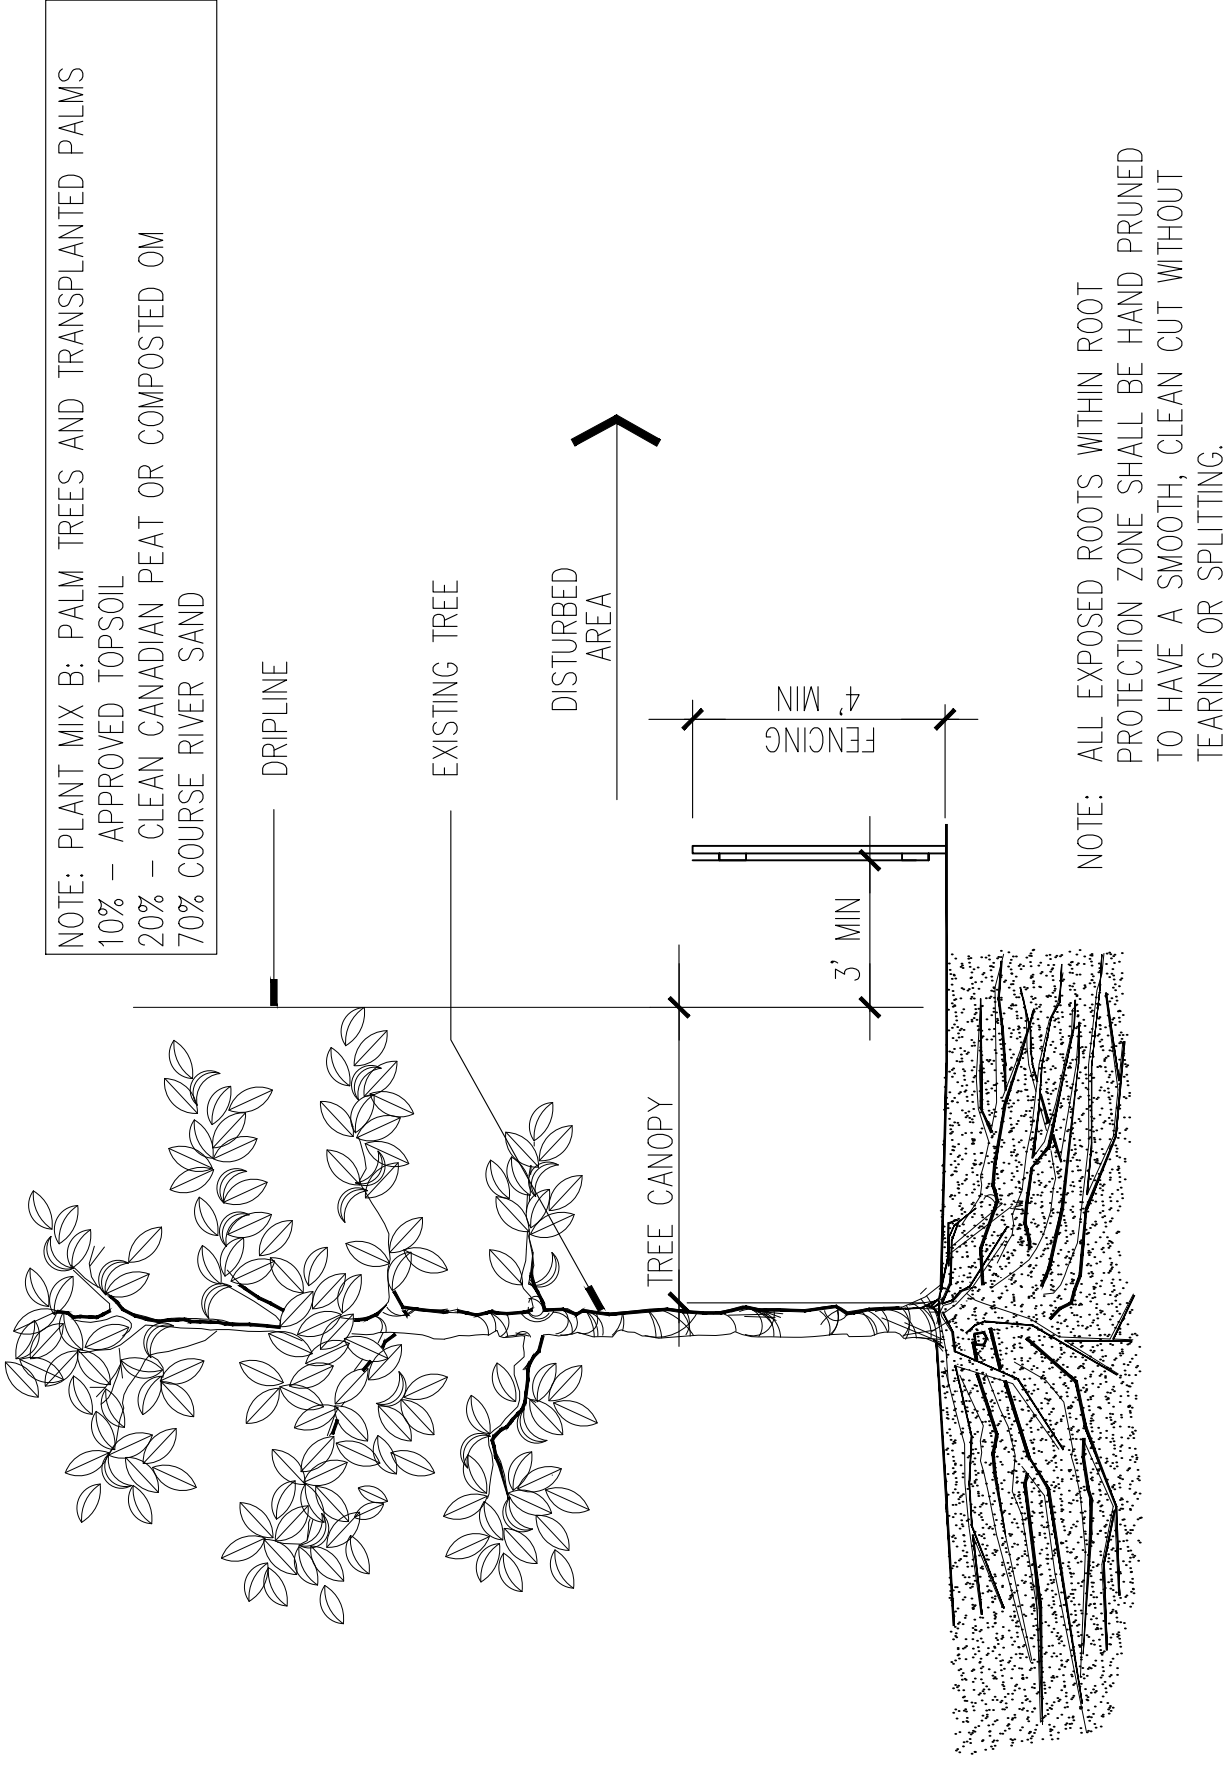 NOTE: PLANT MIX B: PALM TREES AND TRANSPLANTED PALMS
10% - APPROVED TOPSOIL
20% - CLEAN CANADIAN PEAT OR COMPOSTED OM
70% COURSE RIVER SAND
DRIPLINE
EXISTING TREE
DISTURBED
AREA
TREE CANOPY
3' MIN
FENCING
4' MIN
NOTE: ALL EXPOSED ROOTS WITHIN ROOT
PROTECTION ZONE SHALL BE HAND PRUNED
TO HAVE A SMOOTH, CLEAN CUT WITHOUT
TEARING OR SPLITTING.